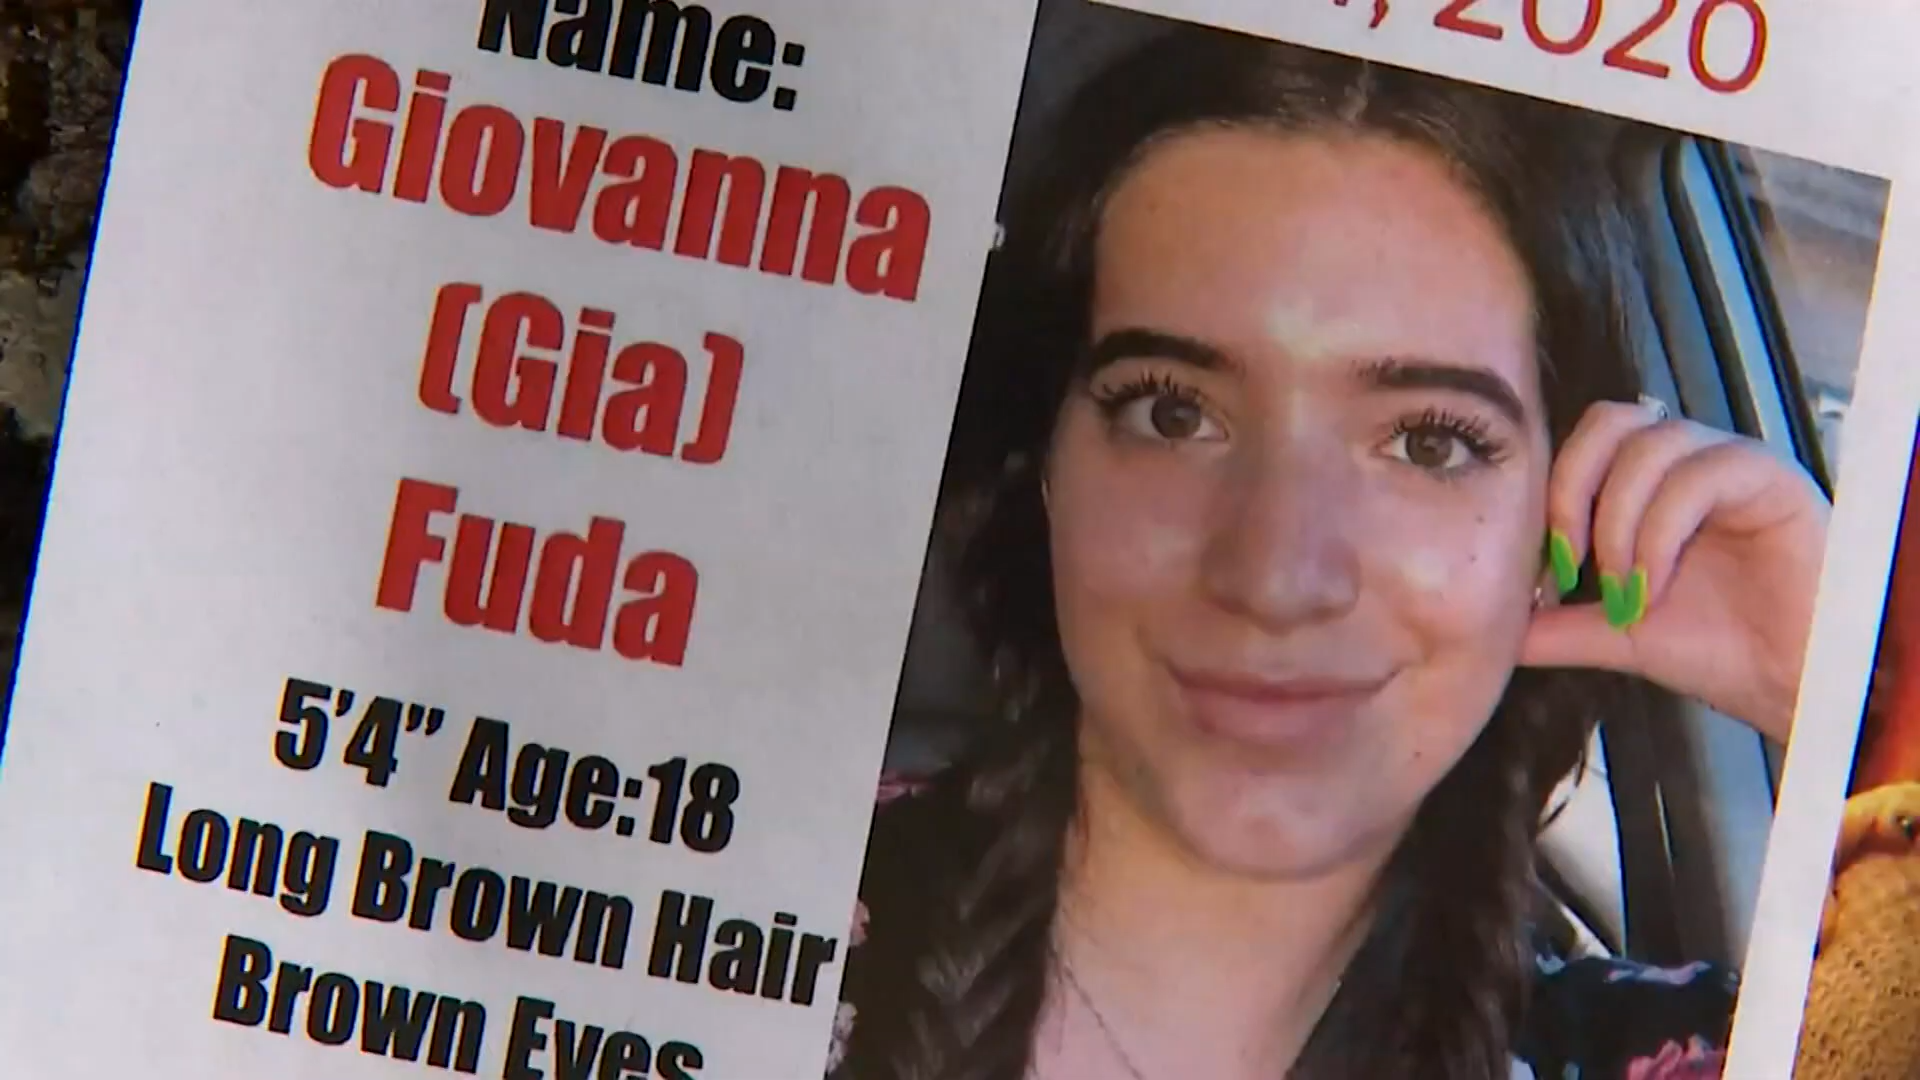 Name:
Giovanna
(Gia)
Fuda
5'4" Age:18
Long Brown Hair
Brown Eyes
, 2020